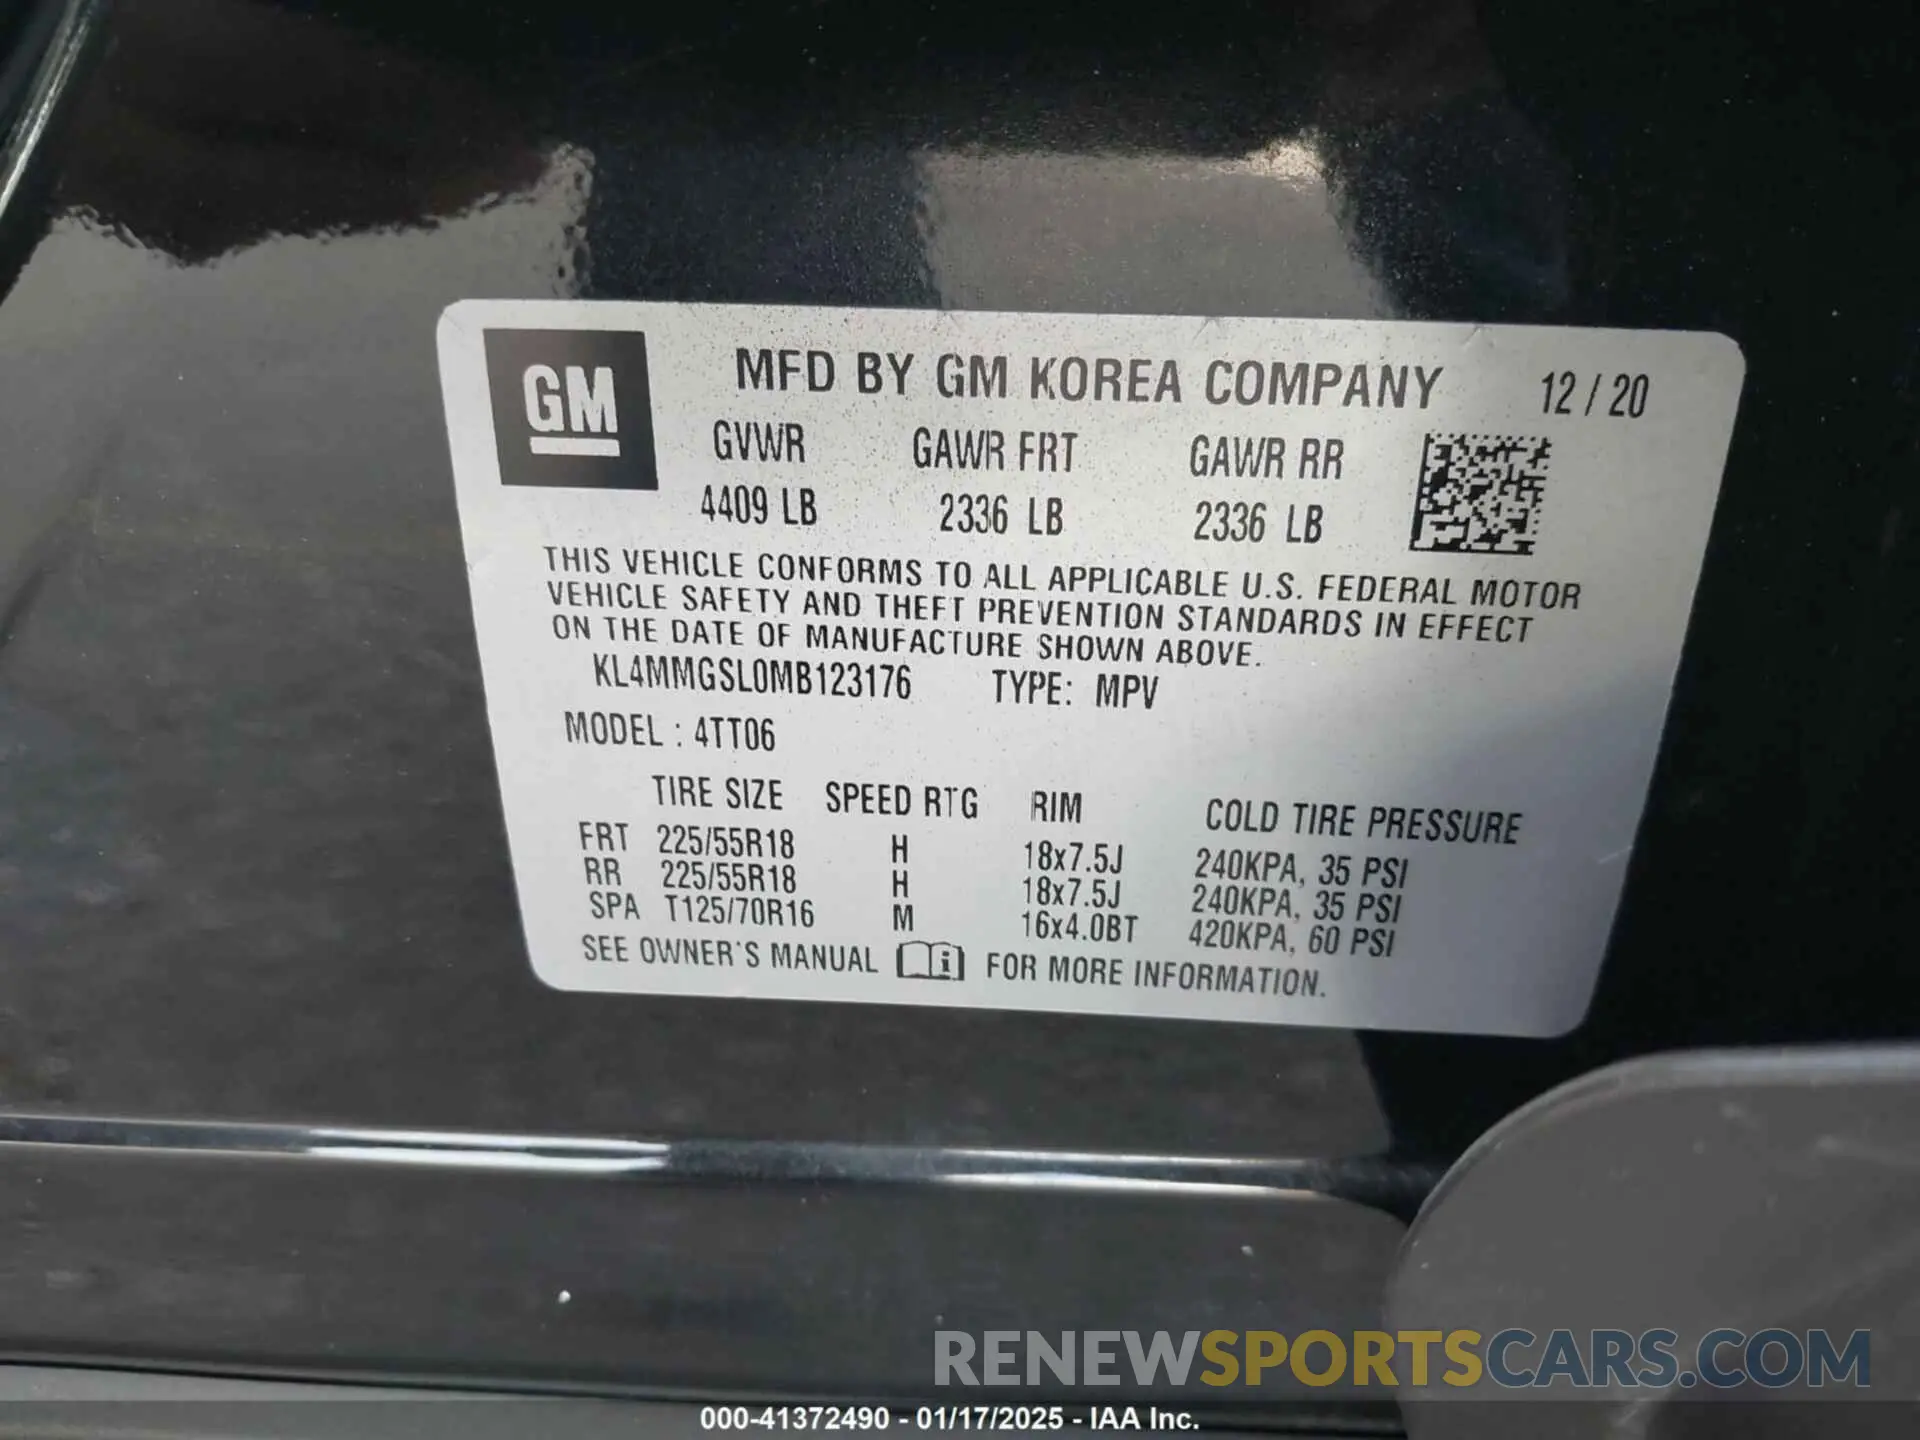 GM
MFD BY GM KOREA COMPANY 12 / 20
GVWR GAWR FRT GAWR RR
4409 LB 2336 LB 2336 LB
THIS VEHICLE CONFORMS TO ALL APPLICABLE U.S. FEDERAL MOTOR
VEHICLE SAFETY AND THEFT PREVENTION STANDARDS IN EFFECT
ON THE DATE OF MANUFACTURE SHOWN ABOVE.
KL4MMGSL0MB123176 TYPE: MPV
MODEL : 4TT06
TIRE SIZE SPEED RTG RIM COLD TIRE PRESSURE
FRT 225/55R18 H 18x7.5J 240KPA, 35 PSI
RR 225/55R18 H 18x7.5J 240KPA, 35 PSI
SPA T125/70R16 M 16x4.0BT 420KPA, 60 PSI
SEE OWNER'S MANUAL i FOR MORE INFORMATION.
RENEWSPORTSCARS.COM
000-41372490 - 01/17/2025 - IAA Inc.